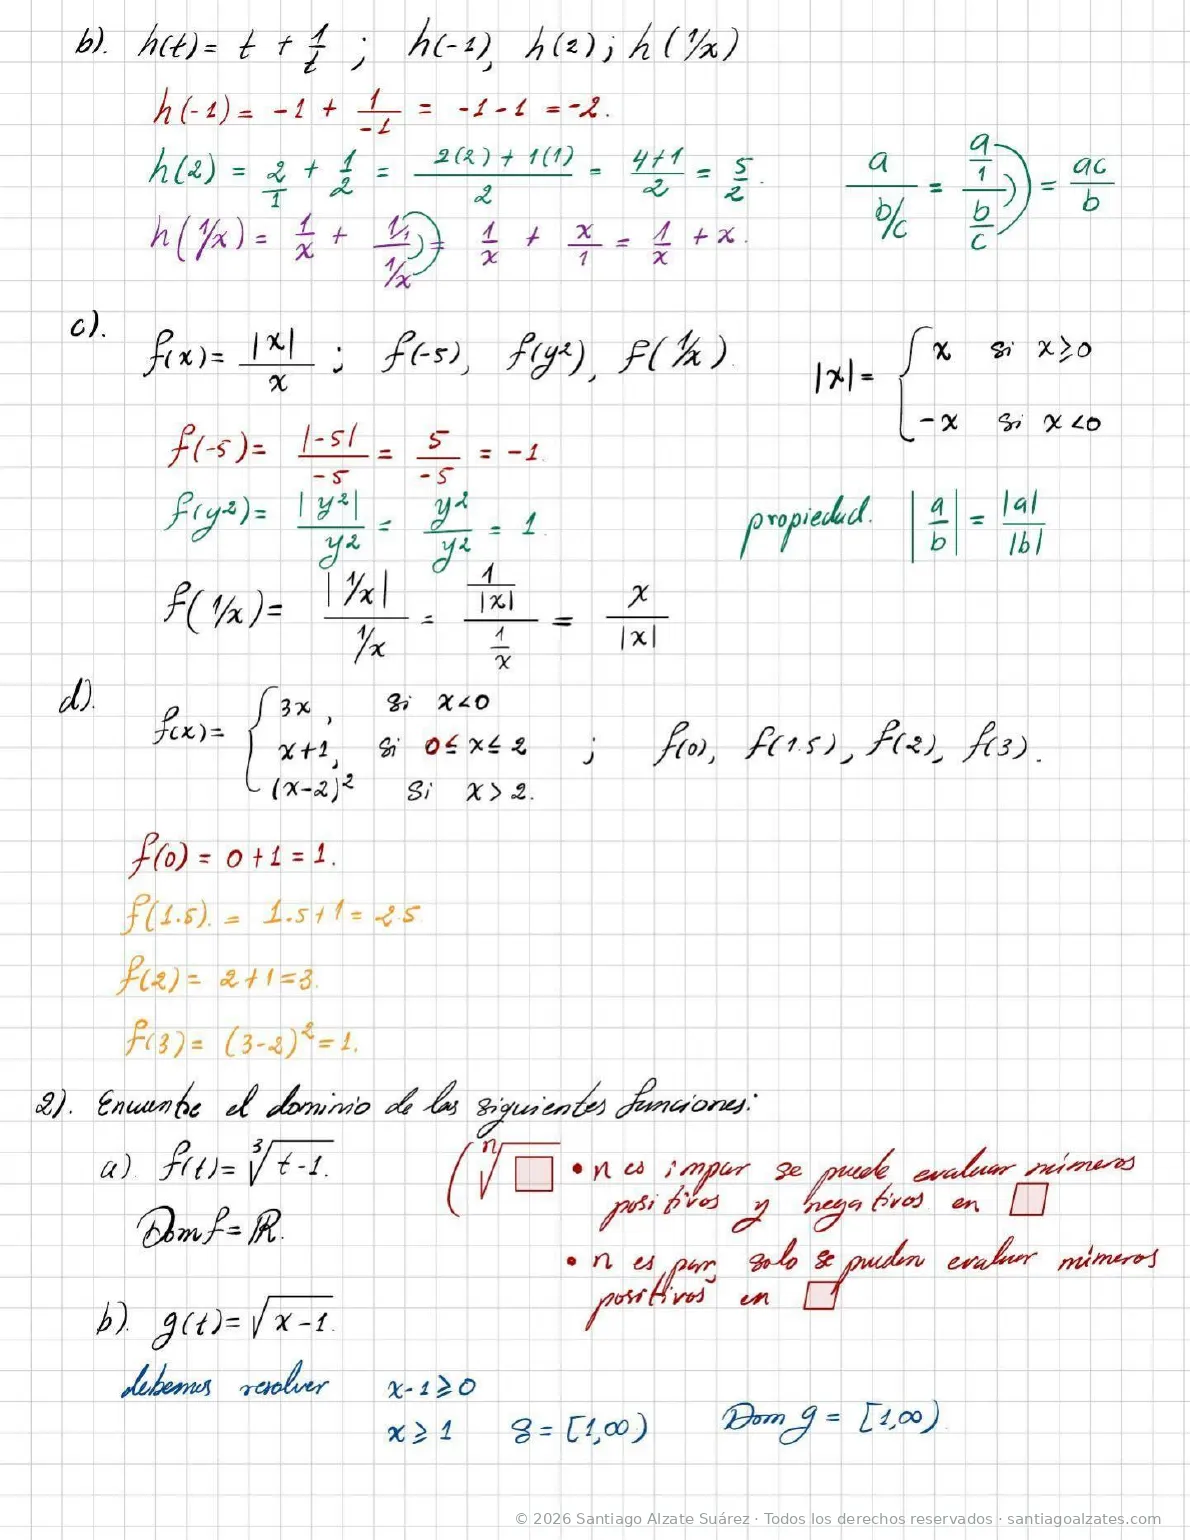 b). h(t) = t + 1/t ; h(-1), h(2); h(1/x)
h(-1) = -1 + 1/-1 = -1-1 = -2.
h(2) = 2/1 + 1/2 = (2(2)+1(1))/2 = (4+1)/2 = 5/2. a/(b/c) = (a/1)/(b/c) = ac/b
h(1/x) = 1/x + (1/1)/(1/x) = 1/x + x/1 = 1/x + x.
c). f(x) = |x|/x ; f(-5), f(y²), f(1/x). |x| = { x si x≥0
-x si x<0
f(-5) = |-5|/-5 = 5/-5 = -1.
f(y²) = |y²|/y² = y²/y² = 1. propiedad. |a/b| = |a|/|b|
f(1/x) = |1/x|/(1/x) = (1/|x|)/(1/x) = x/|x|
d). f(x) = { 3x, si x<0
x+1, si 0≤x≤2 ; f(0), f(1.5), f(2), f(3).
(x-2)² si x>2.
f(0) = 0+1 = 1.
f(1.5). = 1.5+1 = 2.5
f(2) = 2+1=3.
f(3) = (3-2)² = 1.
2). Encuentre el dominio de las siguientes funciones:
a) f(t) = ∛(t-1). ( ⁿ√□ • n es impar se puede evaluar números
positivos y negativos en □
Dom f = ℝ.
• n es par, solo se pueden evaluar números
positivos en □
b). g(t) = √(x-1)
debemos resolver x-1≥0
x≥1 S=[1,∞) Dom g = [1,∞).
© 2026 Santiago Alzate Suárez · Todos los derechos reservados · santiagoalzates.com